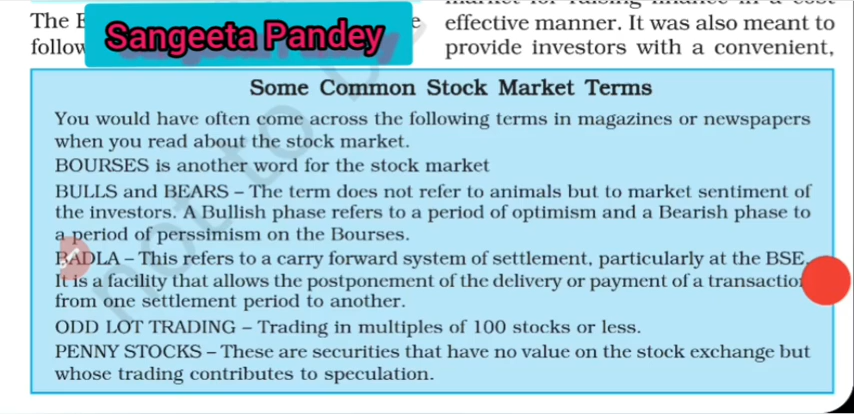 The E
Sangeeta Pandey
follow
effective manner. It was also meant to
provide investors with a convenient,
Some Common Stock Market Terms
You would have often come across the following terms in magazines or newspapers
when you read about the stock market.
BOURSES is another word for the stock market
BULLS and BEARS – The term does not refer to animals but to market sentiment of
the investors. A Bullish phase refers to a period of optimism and a Bearish phase to
a period of perssimism on the Bourses.
BADLA – This refers to a carry forward system of settlement, particularly at the BSE.
It is a facility that allows the postponement of the delivery or payment of a transactio
from one settlement period to another.
ODD LOT TRADING – Trading in multiples of 100 stocks or less.
PENNY STOCKS – These are securities that have no value on the stock exchange but
whose trading contributes to speculation.